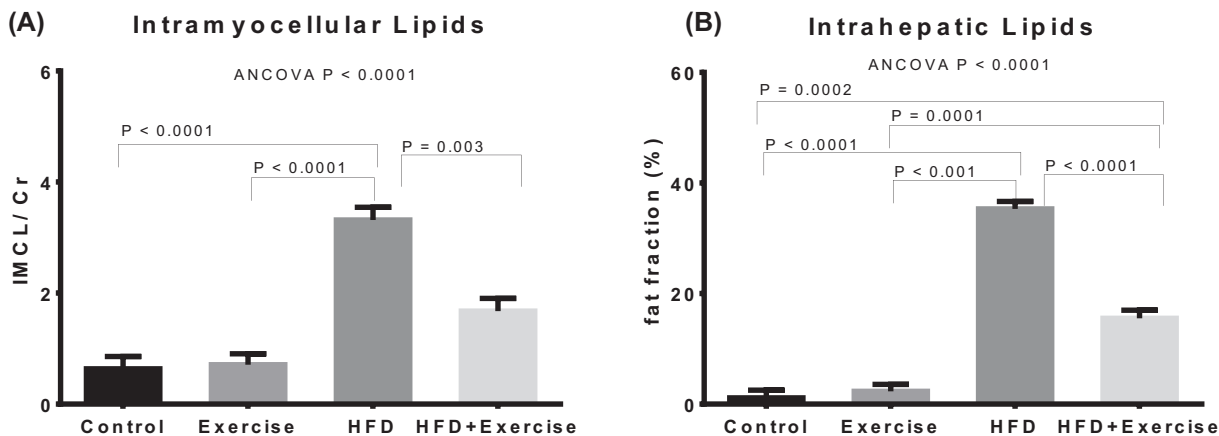 (A) Intramyocellular Lipids
ANCOVA P < 0.0001
P < 0.0001
P = 0.003
P < 0.0001
IMCL/ Cr
6
4
2
0
Control Exercise HFD HFD+Exercise
(B) Intrahepatic Lipids
ANCOVA P < 0.0001
P = 0.0002
P = 0.0001
P < 0.0001
P < 0.001
P < 0.0001
fat fraction (%)
60
40
20
0
Control Exercise HFD HFD+Exercise